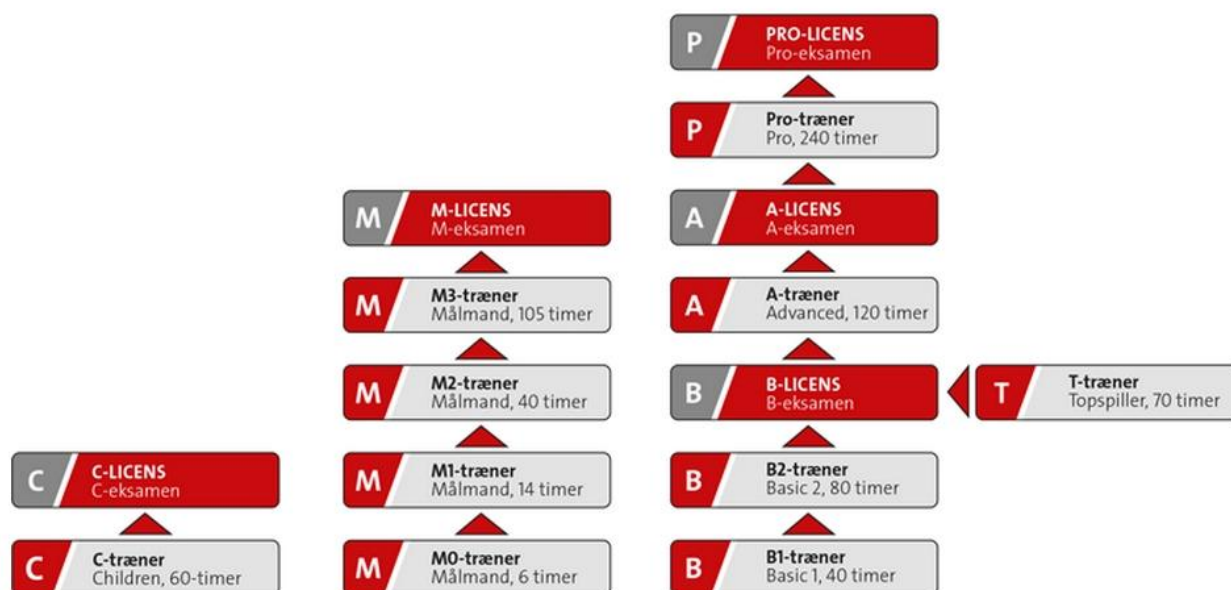 P
PRO-LICENS
Pro-eksamen
P
Pro-træner
Pro, 240 timer
M
M-LICENS
M-eksamen
A
A-LICENS
A-eksamen
M
M3-træner
Målmand, 105 timer
A
A-træner
Advanced, 120 timer
M
M2-træner
Målmand, 40 timer
B
B-LICENS
B-eksamen
T
T-træner
Topspiller, 70 timer
C
C-LICENS
C-eksamen
M
M1-træner
Målmand, 14 timer
B
B2-træner
Basic 2, 80 timer
C
C-træner
Children, 60-timer
M
M0-træner
Målmand, 6 timer
B
B1-træner
Basic 1, 40 timer